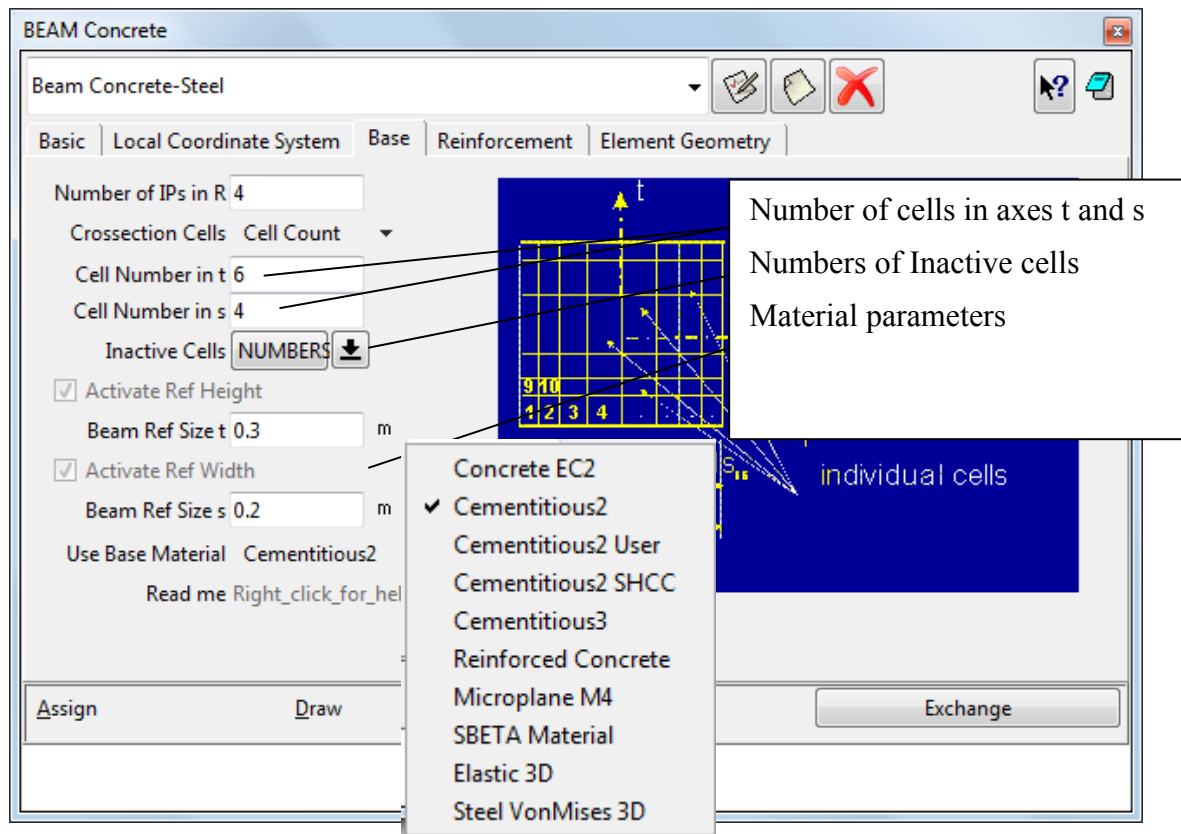 BEAM Concrete
Beam Concrete-Steel
Basic Local Coordinate System Base Reinforcement Element Geometry
Number of IPs in R 4
Crossection Cells Cell Count
Cell Number in t 6
Cell Number in s 4
Inactive Cells NUMBERS
Activate Ref Height
Beam Ref Size t 0.3 m
Activate Ref Width
Beam Ref Size s 0.2 m
Use Base Material Cementitious2
Read me Right_click_for_hel
t
9 10
1 2 3 4
s
individual cells
Number of cells in axes t and s
Numbers of Inactive cells
Material parameters
Concrete EC2
Cementitious2
Cementitious2 User
Cementitious2 SHCC
Cementitious3
Reinforced Concrete
Microplane M4
SBETA Material
Elastic 3D
Steel VonMises 3D
Assign Draw Exchange